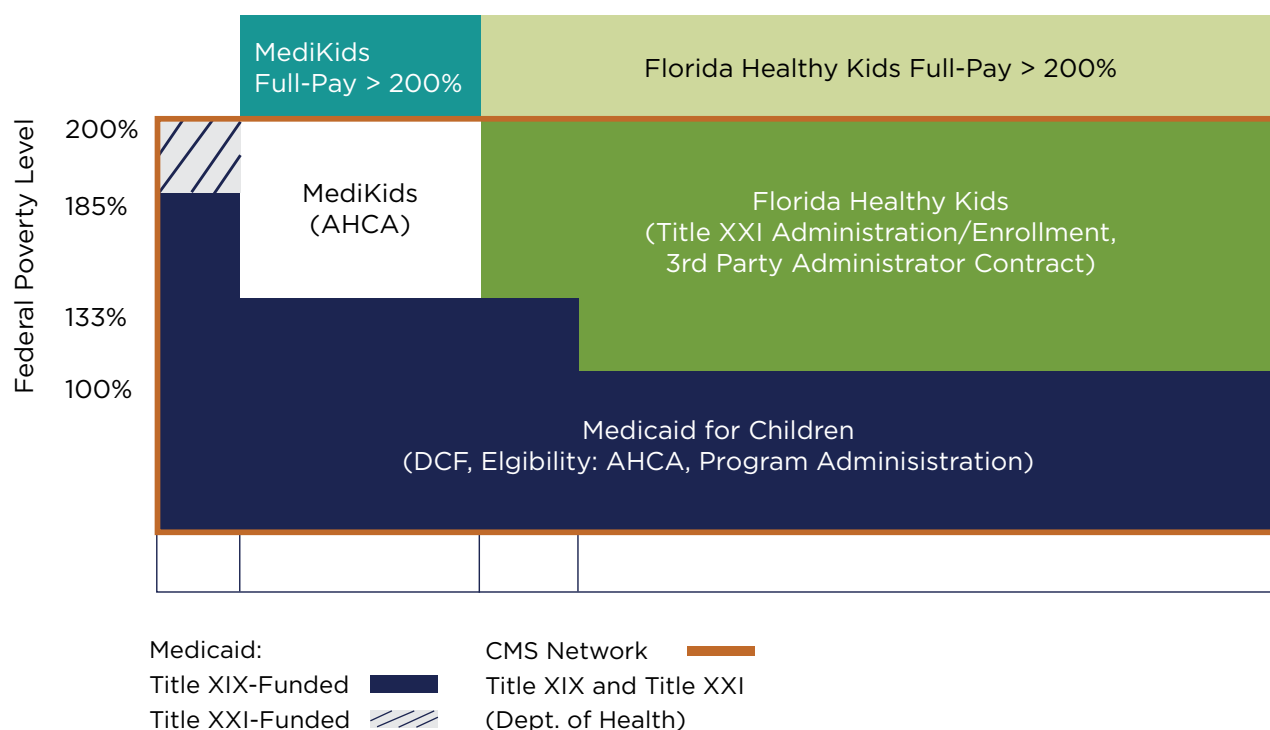 MediKids
Full-Pay > 200%
Florida Healthy Kids Full-Pay > 200%
Federal Poverty Level
200%
185%
133%
100%
MediKids
(AHCA)
Florida Healthy Kids
(Title XXI Administration/Enrollment,
3rd Party Administrator Contract)
Medicaid for Children
(DCF, Elgibility: AHCA, Program Adminisistration)
Medicaid:
Title XIX-Funded
Title XXI-Funded
CMS Network
Title XIX and Title XXI
(Dept. of Health)